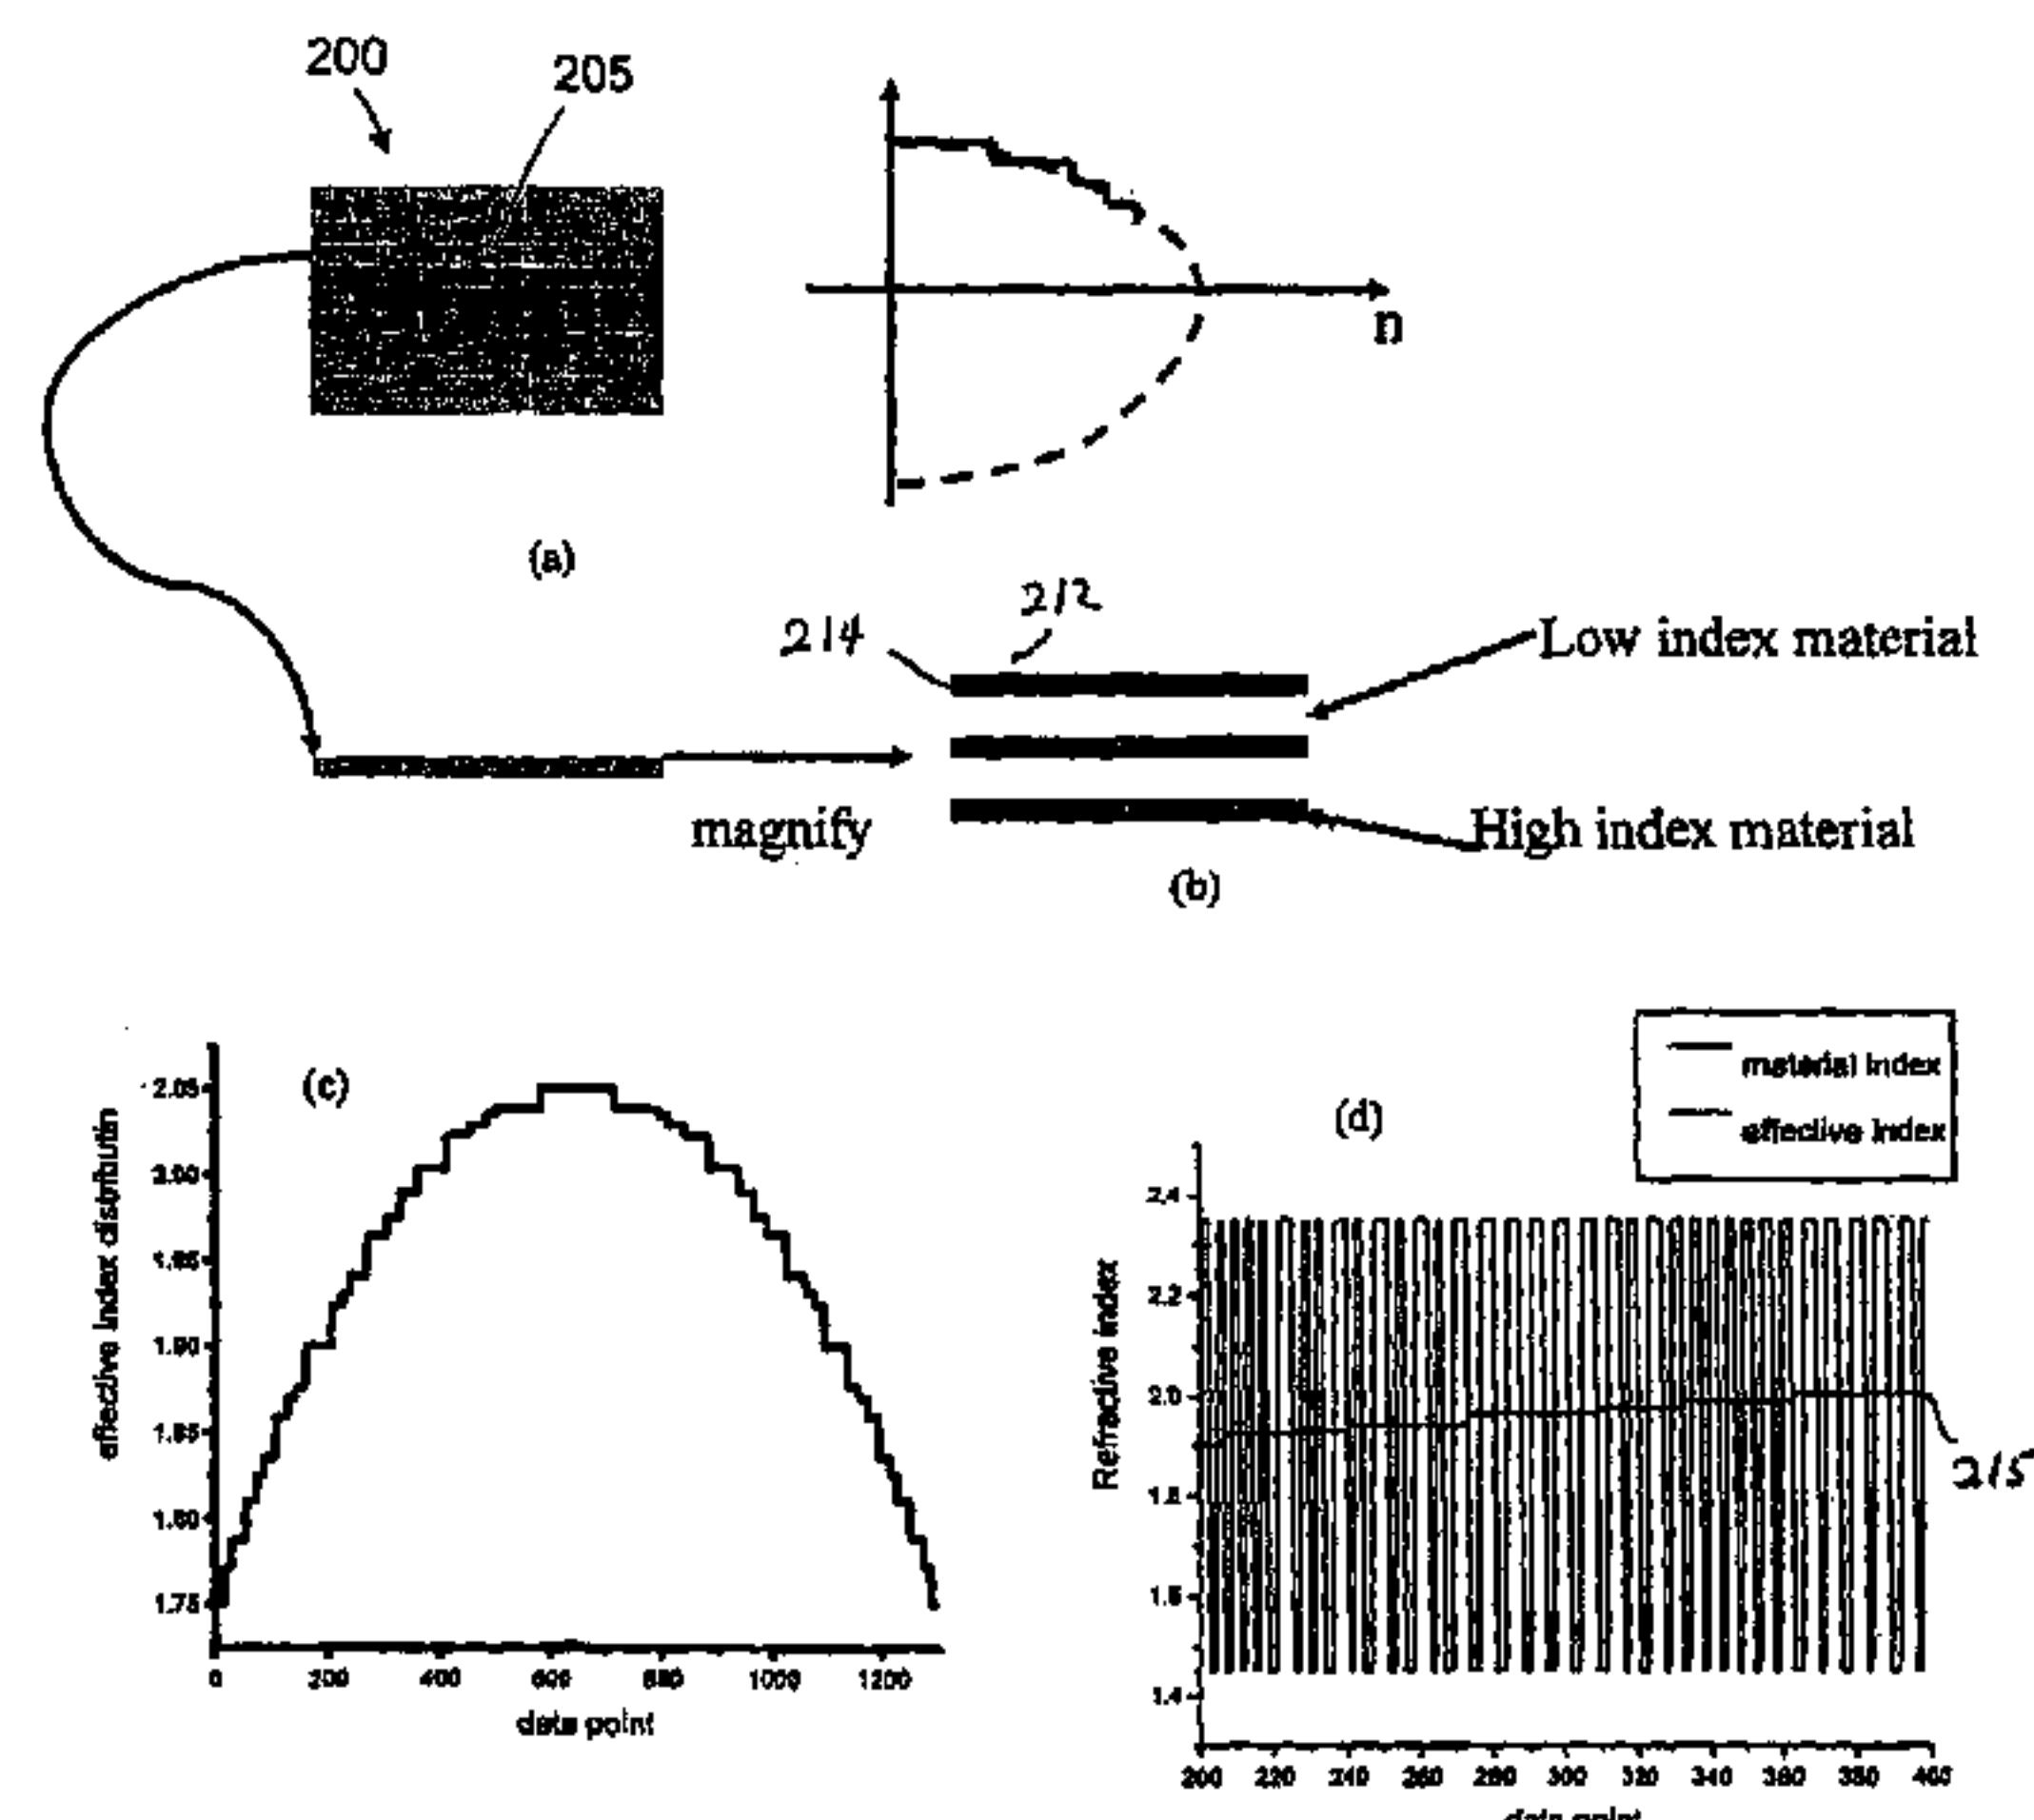 200
205
n
(a)
212
214
Low index material
magnify
High index material
(b)
(c)
effective index distributin
2.05
2.00
1.95
1.90
1.85
1.80
1.75
0 200 400 600 800 1000 1200
data point
material index
effective index
(d)
Refractive index
2.4
2.2
2.0
1.8
1.6
1.4
215
200 220 240 260 280 300 320 340 360 380 400
data point